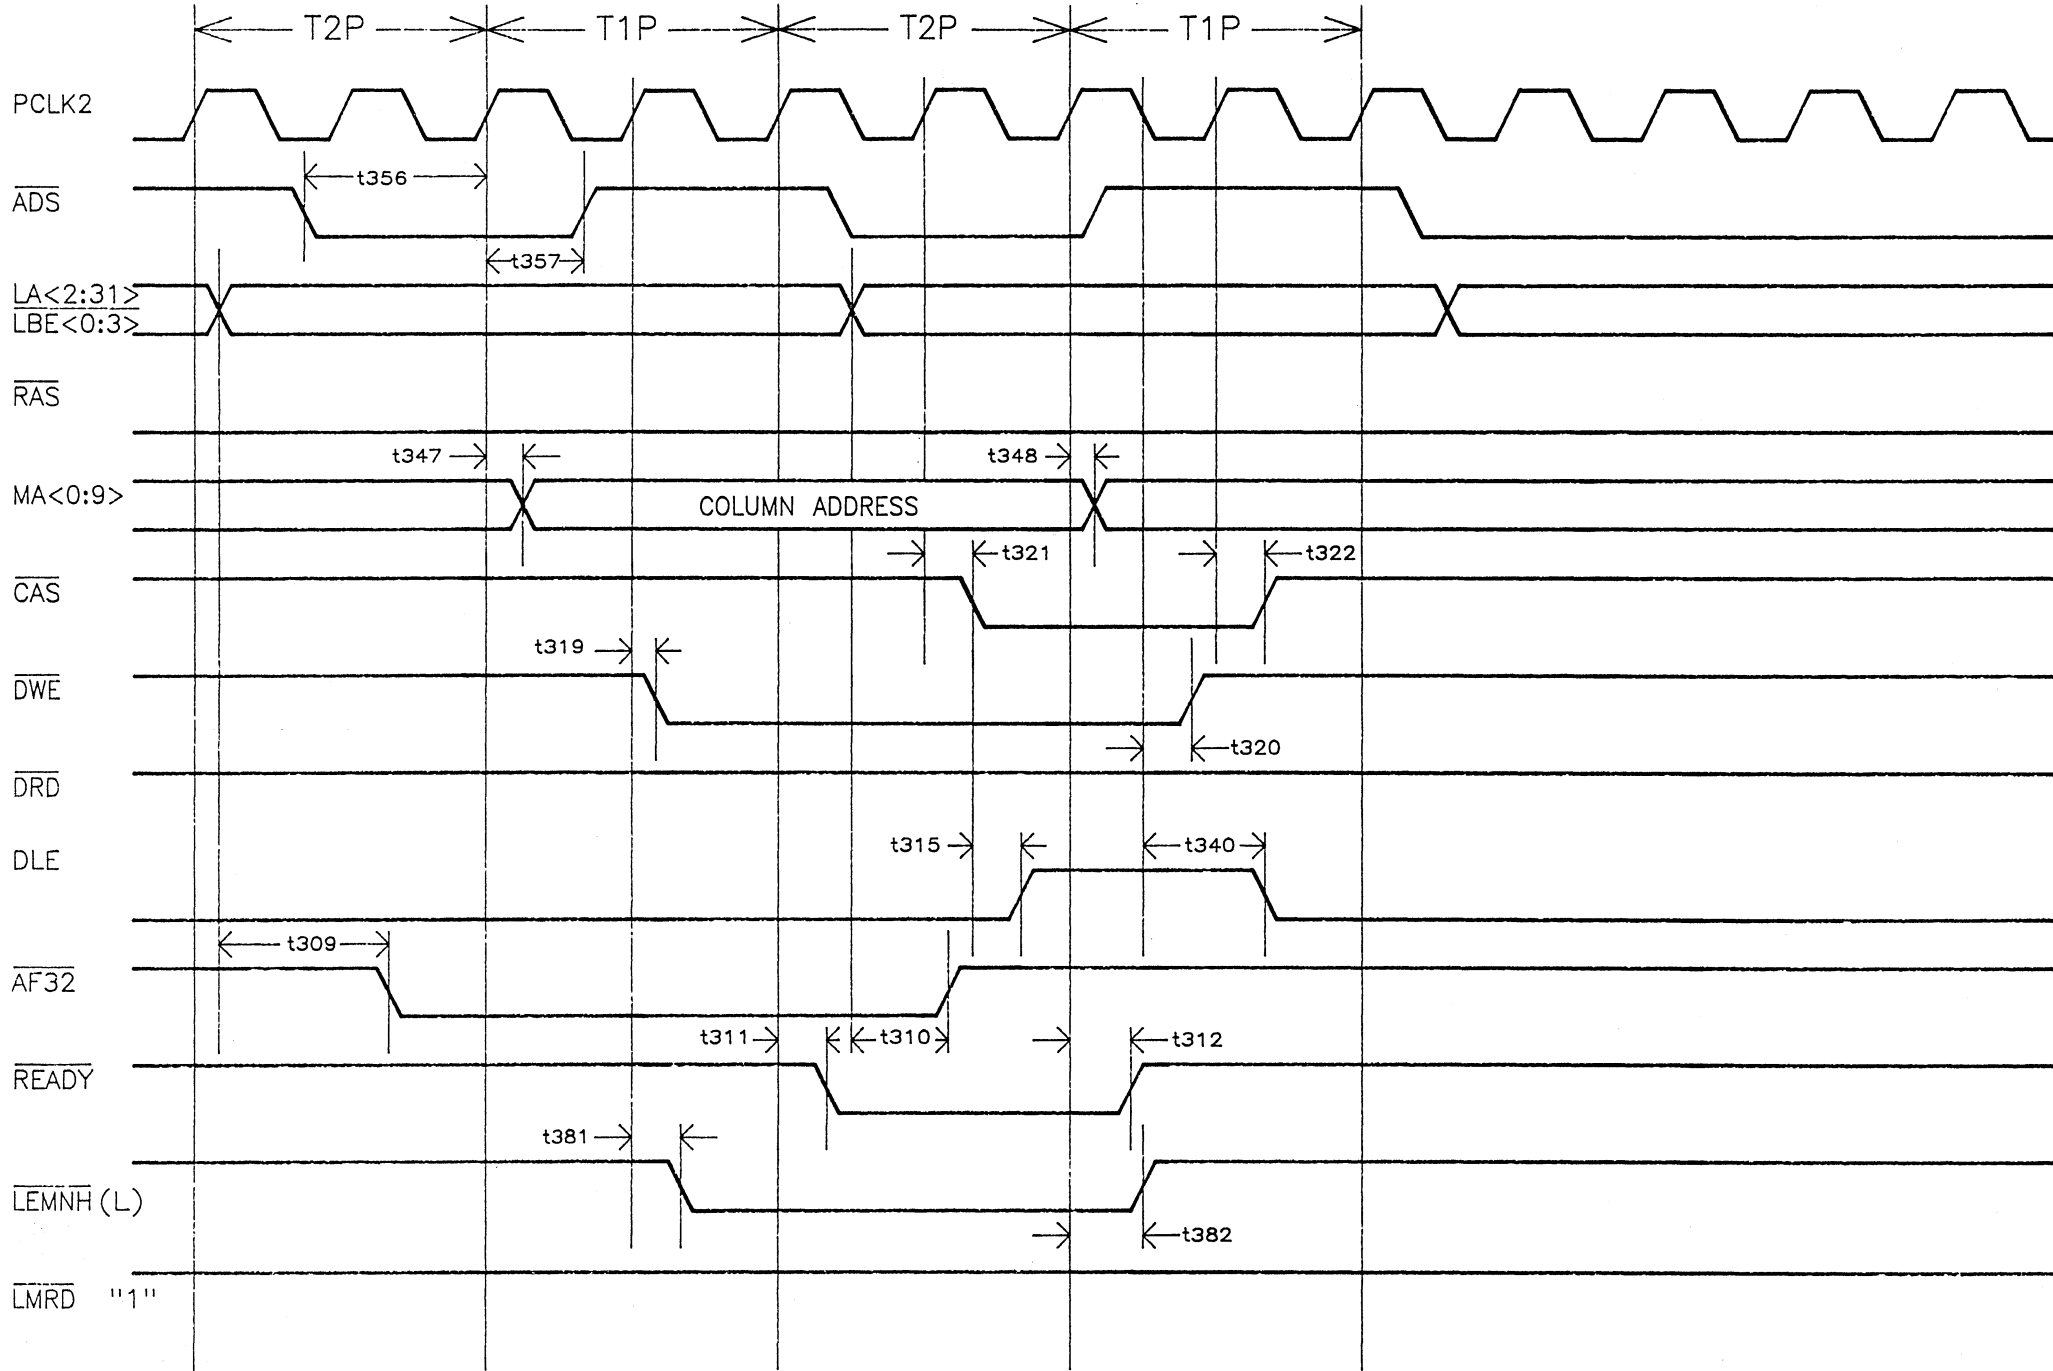 T2P T1P T2P T1P
PCLK2
t356
ADS
t357
LA<2:31>
LBE<0:3>
RAS
t347 t348
MA<0:9> COLUMN ADDRESS
t321 t322
CAS
t319
DWE
t320
DRD
t315 t340
DLE
t309
AF32
t311 t310 t312
READY
t381
LEMNH (L)
t382
LMRD "1"